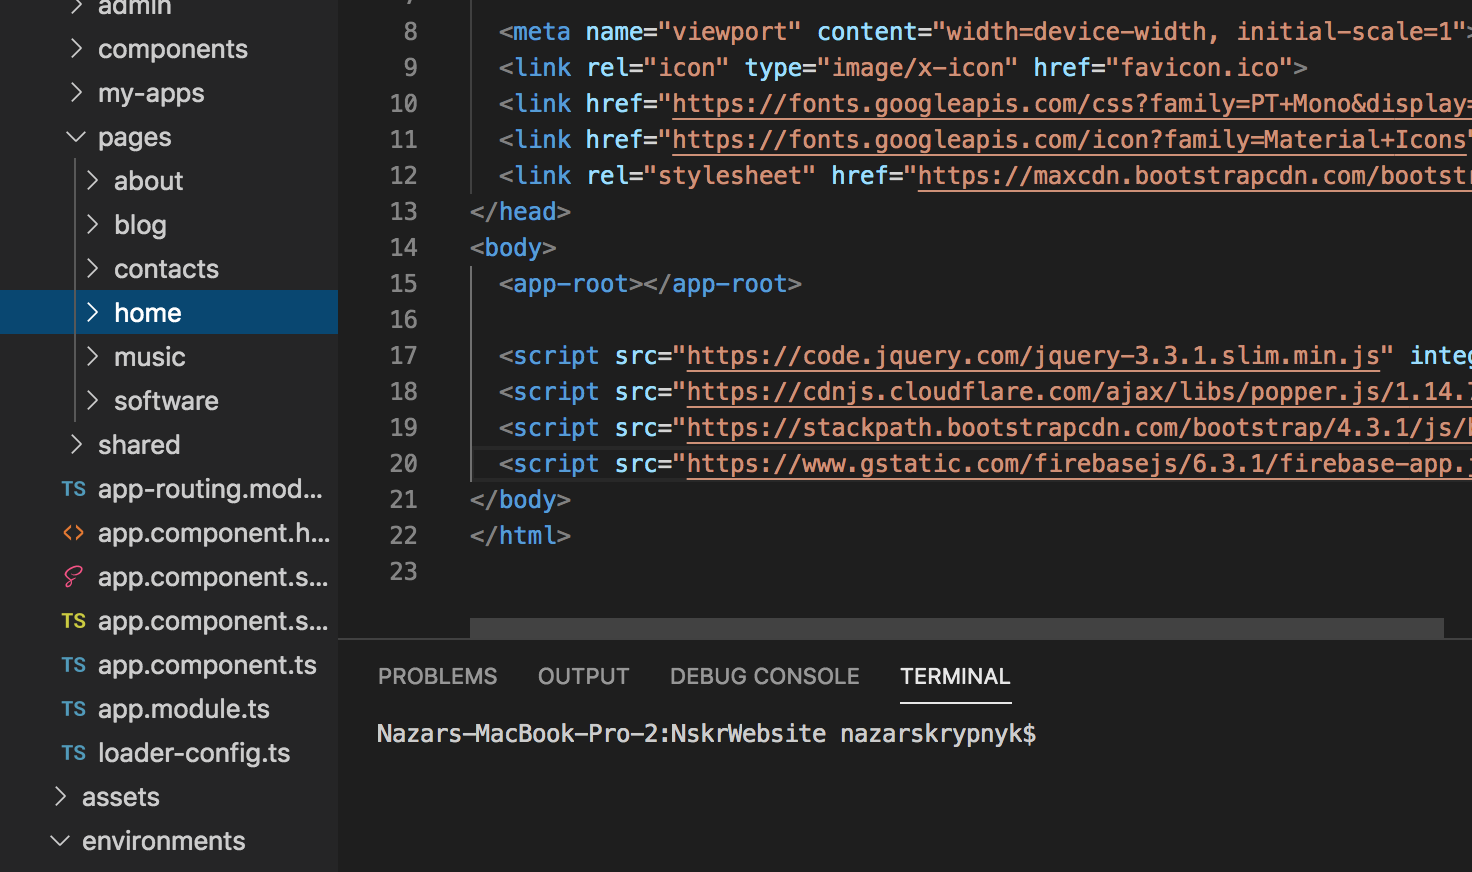 admin
components
my-apps
pages
about
blog
contacts
home
music
software
shared
TS app-routing.mod...
<> app.component.h...
app.component.s...
TS app.component.s...
TS app.component.ts
TS app.module.ts
TS loader-config.ts
assets
environments
8 <meta name="viewport" content="width=device-width, initial-scale=1">
9 <link rel="icon" type="image/x-icon" href="favicon.ico">
10 <link href="https://fonts.googleapis.com/css?family=PT+Mono&display=
11 <link href="https://fonts.googleapis.com/icon?family=Material+Icons"
12 <link rel="stylesheet" href="https://maxcdn.bootstrapcdn.com/bootstr
13 </head>
14 <body>
15 <app-root></app-root>
16
17 <script src="https://code.jquery.com/jquery-3.3.1.slim.min.js" integ
18 <script src="https://cdnjs.cloudflare.com/ajax/libs/popper.js/1.14.7
19 <script src="https://stackpath.bootstrapcdn.com/bootstrap/4.3.1/js/b
20 <script src="https://www.gstatic.com/firebasejs/6.3.1/firebase-app.j
21 </body>
22 </html>
23
PROBLEMS OUTPUT DEBUG CONSOLE TERMINAL
Nazars-MacBook-Pro-2:NskrWebsite nazarskrypnyk$